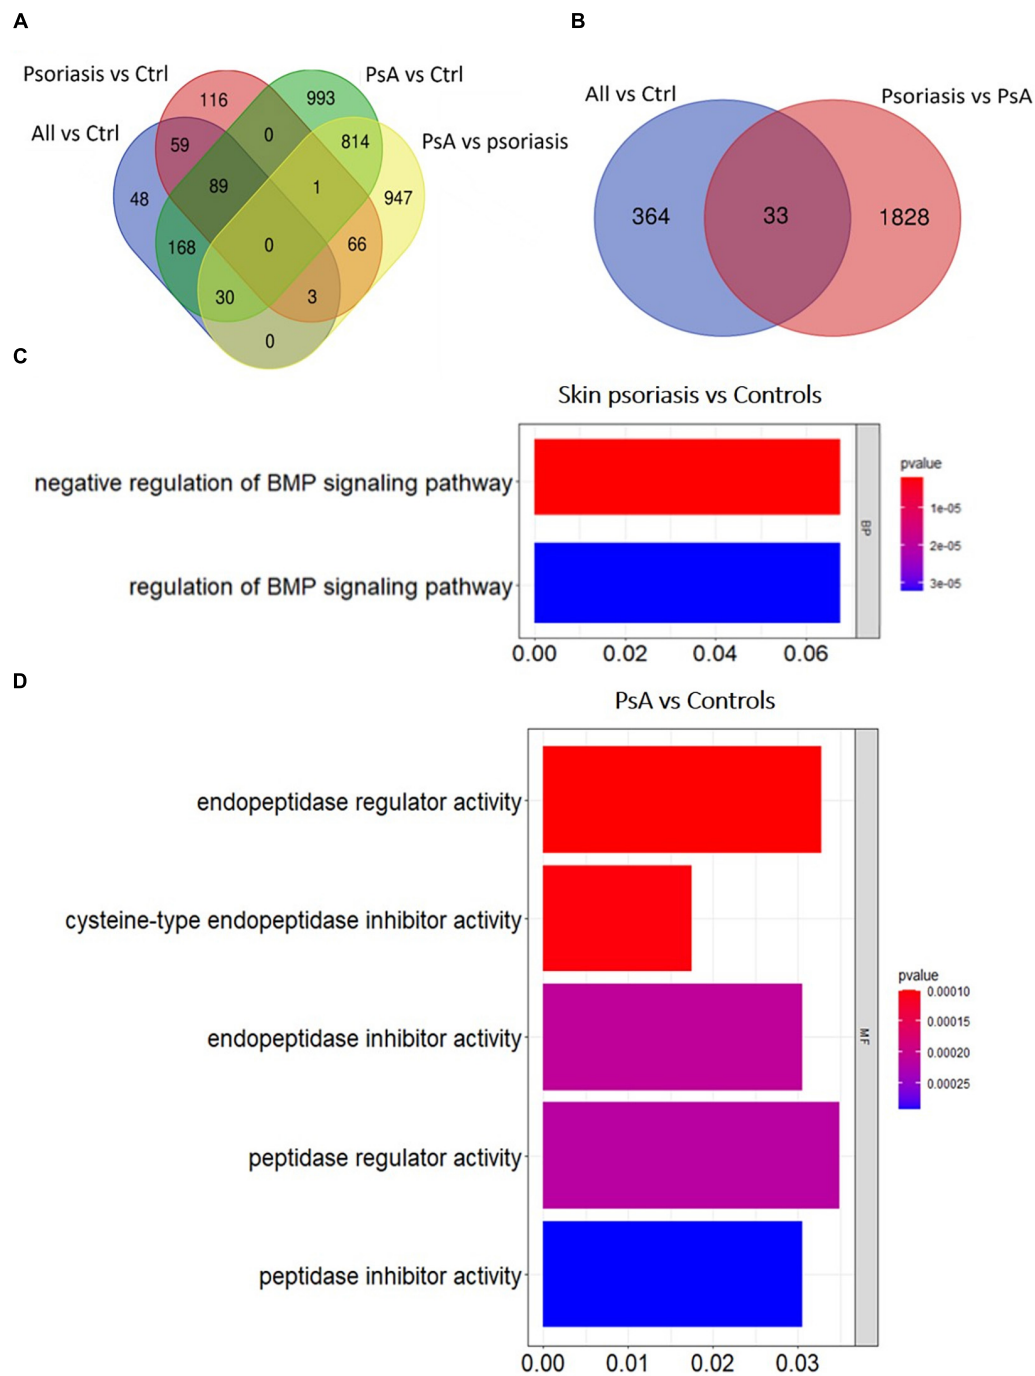 A
B
Psoriasis vs Ctrl
PsA vs Ctrl
All vs Ctrl
PsA vs psoriasis
116
993
59
0
814
48
89
1
947
168
0
66
30
3
0
All vs Ctrl
Psoriasis vs PsA
364
33
1828
C
Skin psoriasis vs Controls
negative regulation of BMP signaling pathway
regulation of BMP signaling pathway
BP
pvalue
1e-05
2e-05
3e-05
0.00
0.02
0.04
0.06
D
PsA vs Controls
endopeptidase regulator activity
cysteine-type endopeptidase inhibitor activity
endopeptidase inhibitor activity
peptidase regulator activity
peptidase inhibitor activity
MF
pvalue
0.00010
0.00015
0.00020
0.00025
0.00
0.01
0.02
0.03